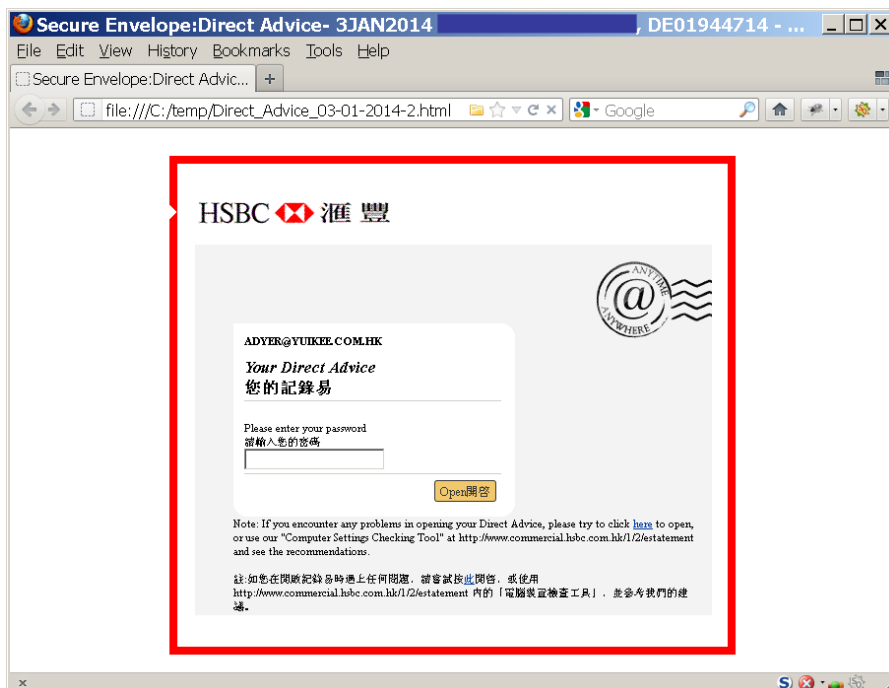 Secure Envelope:Direct Advice- 3JAN2014 , DE01944714 - ...
File Edit View History Bookmarks Tools Help
Secure Envelope:Direct Advic... +
file:///C:/temp/Direct_Advice_03-01-2014-2.html Google
HSBC 滙豐
ANYTIME
@
ANYWHERE
ADYER@YUIKEE.COM.HK
Your Direct Advice
您的記錄易
Please enter your password
請輸入您的密碼
Open開啓
Note: If you encounter any problems in opening your Direct Advice, please try to click here to open,
or use our "Computer Settings Checking Tool" at http://www.commercial.hsbc.com.hk/1/2/estatement
and see the recommendations.
註:如您在開啟記錄易時遇上任何問題，請嘗試按此開啓，或使用
http://www.commercial.hsbc.com.hk/1/2/estatement 內的「電腦裝置檢查工具」，並參考我們的建
議。